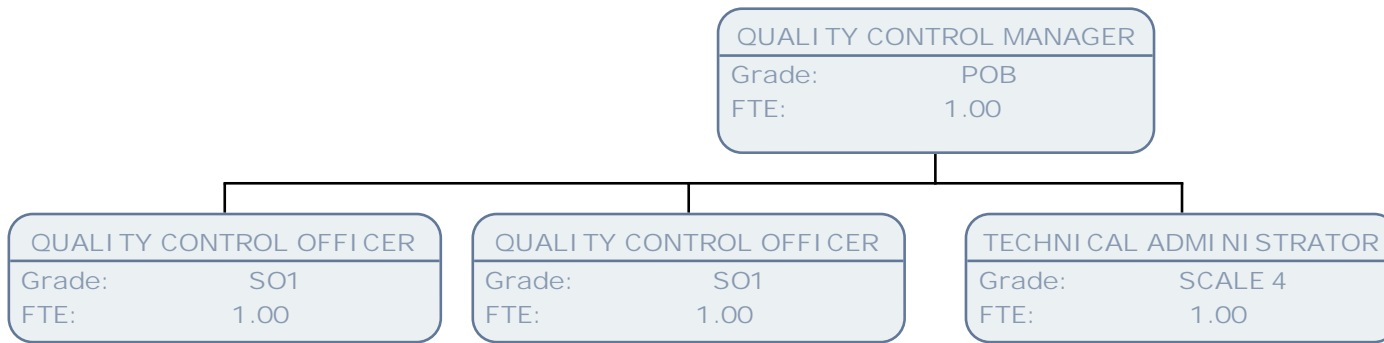 QUALITY CONTROL MANAGER
Grade: POB
FTE: 1.00
QUALITY CONTROL OFFICER
Grade: SO1
FTE: 1.00
QUALITY CONTROL OFFICER
Grade: SO1
FTE: 1.00
TECHNICAL ADMINISTRATOR
Grade: SCALE 4
FTE: 1.00